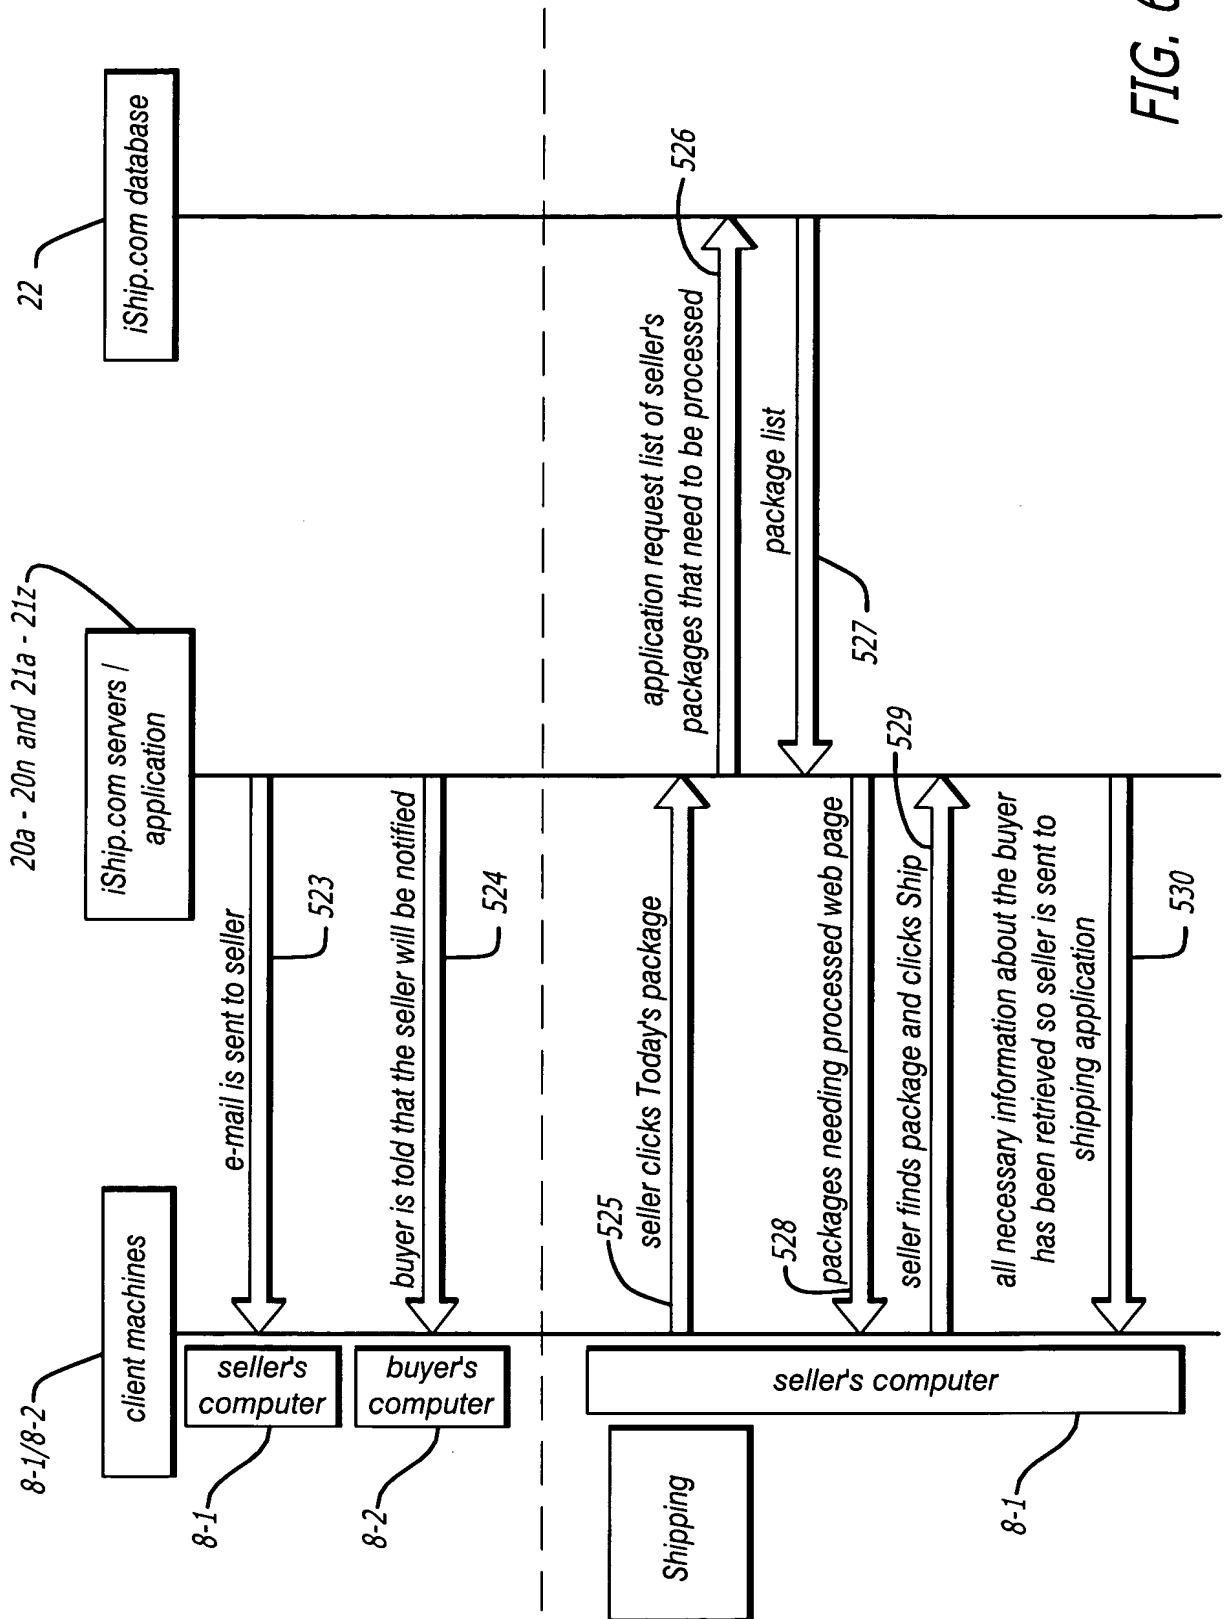 8-1/8-2
client machines
20a - 20n and 21a - 21z
iShip.com servers /
application
22
iShip.com database
8-1
seller's
computer
e-mail is sent to seller
523
8-2
buyer's
computer
buyer is told that the seller will be notified
524
Shipping
seller's computer
8-1
525
seller clicks Today's package
application request list of seller's
packages that need to be processed
526
package list
527
528
packages needing processed web page
seller finds package and clicks Ship
529
all necessary information about the buyer
has been retrieved so seller is sent to
shipping application
530
FIG. 6